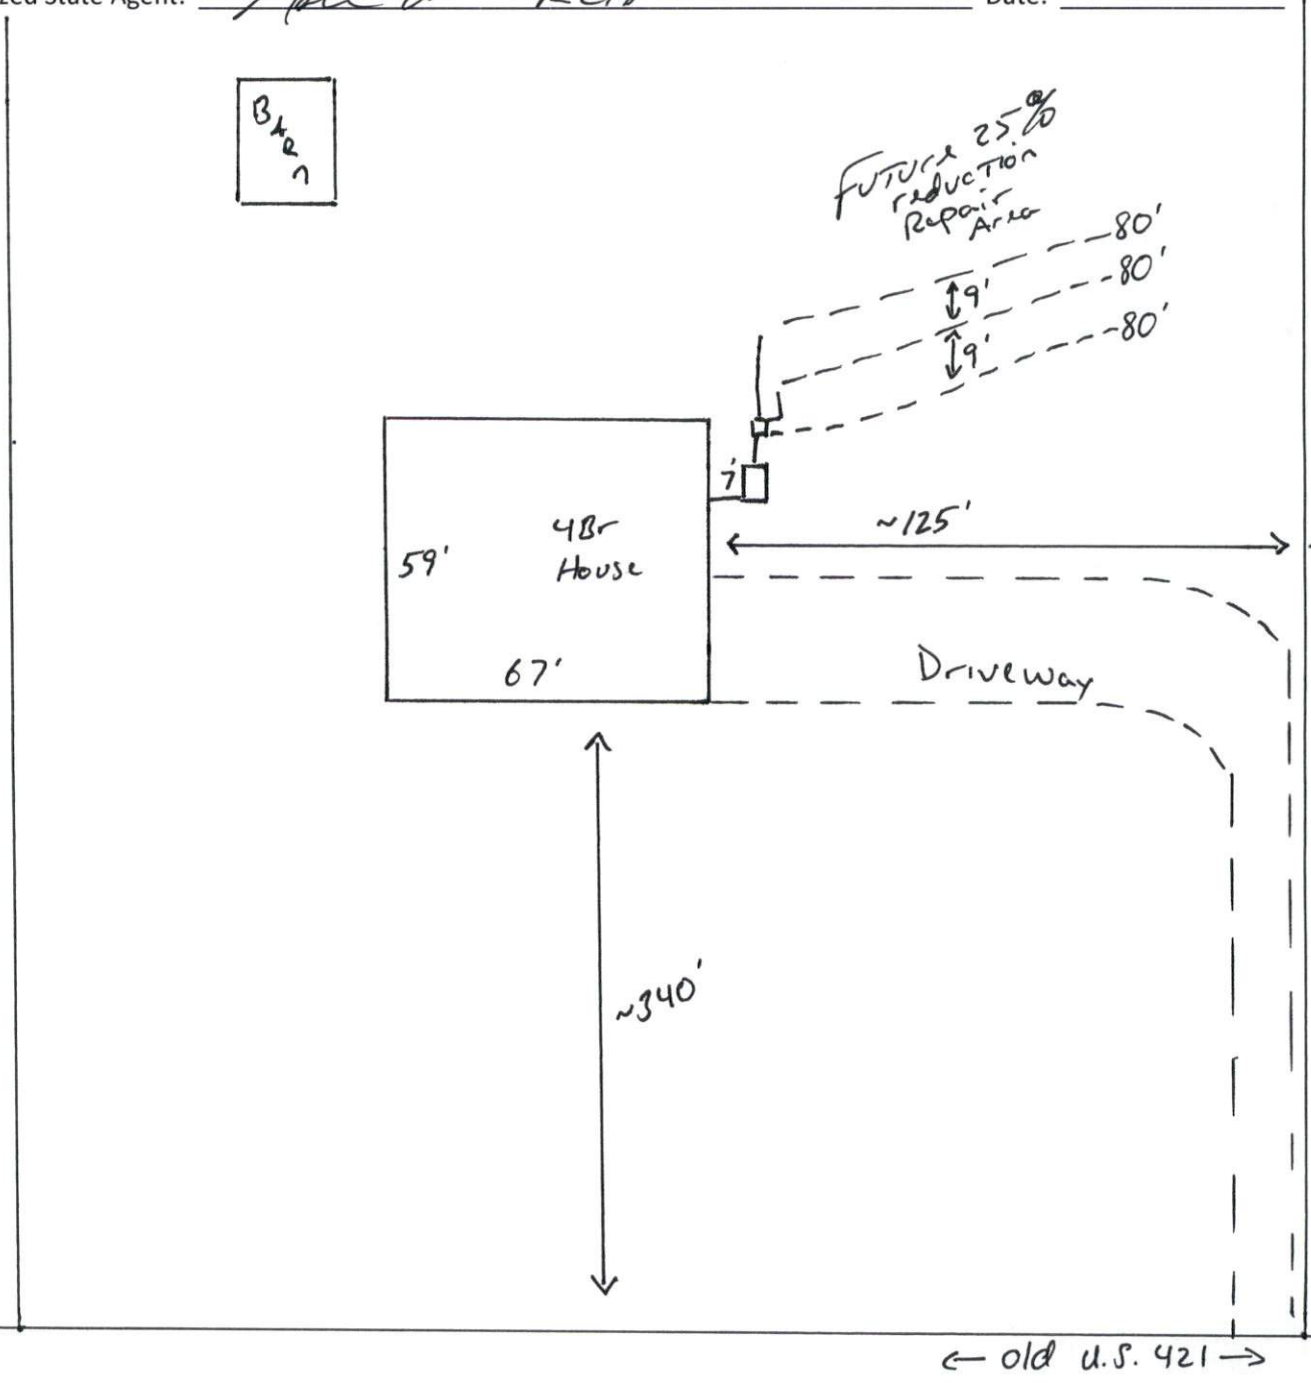 State Agent:
Date:
BARn
Future 25%
reduction
Repair
Area
80'
80'
80'
9'
9'
7'
~125'
4Br
House
59'
67'
Driveway
~340'
← old U.S. 421 →